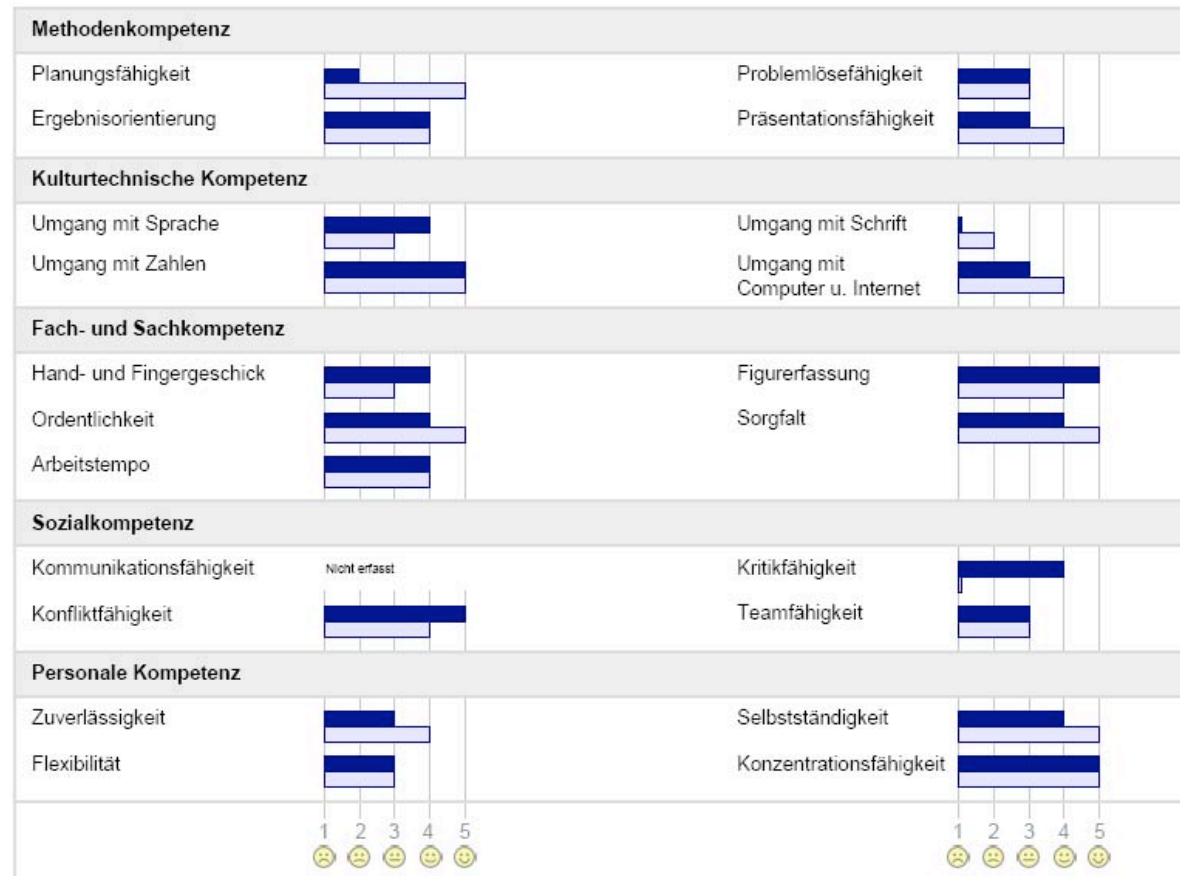 Methodenkompetenz
Planungsfähigkeit
Problemlösefähigkeit
Ergebnisorientierung
Präsentationsfähigkeit
Kulturtechnische Kompetenz
Umgang mit Sprache
Umgang mit Schrift
Umgang mit Zahlen
Umgang mit
Computer u. Internet
Fach- und Sachkompetenz
Hand- und Fingergeschick
Figurerfassung
Ordentlichkeit
Sorgfalt
Arbeitstempo
Sozialkompetenz
Kommunikationsfähigkeit
Nicht erfasst
Kritikfähigkeit
Konfliktfähigkeit
Teamfähigkeit
Personale Kompetenz
Zuverlässigkeit
Selbstständigkeit
Flexibilität
Konzentrationsfähigkeit
1 2 3 4 5
1 2 3 4 5